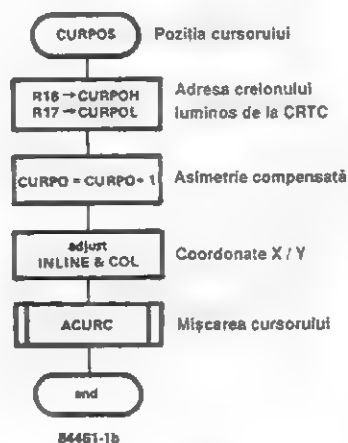 CURPOS
Poziția cursorului
R16 → CURPOH
R17 → CURPOL
Adresa creionului
luminos de la CRTC
CURPO = CURPO + 1
Asimetrie compensată
adjust
INLINE & COL
Coordonate X / Y
ACURC
Mișcarea cursorului
end
84461-1b